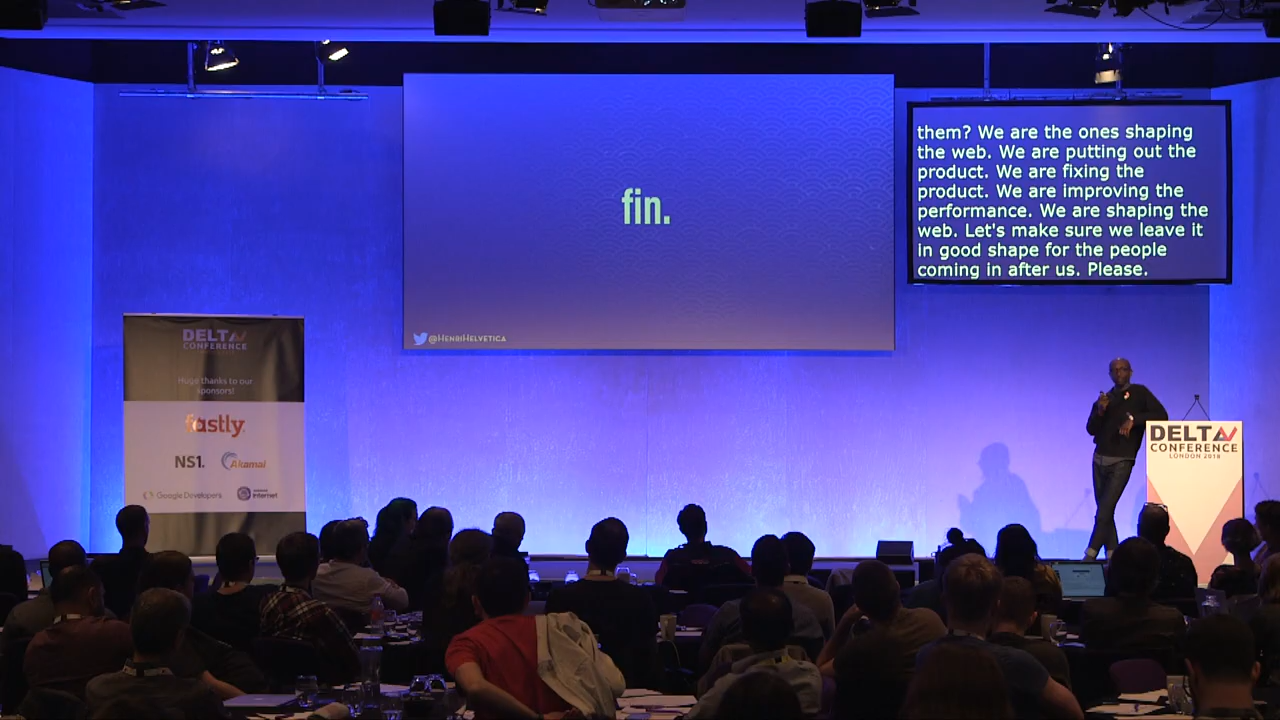 fin.
@HENRIHELVETICA
them? We are the ones shaping
the web. We are putting out the
product. We are fixing the
product. We are improving the
performance. We are shaping the
web. Let's make sure we leave it
in good shape for the people
coming in after us. Please.
DELTA
CONFERENCE
Huge thanks to our
sponsors!
fastly.
NS1.
Akamai
Google Developers
Internet
DELTA
CONFERENCE
LONDON 2018